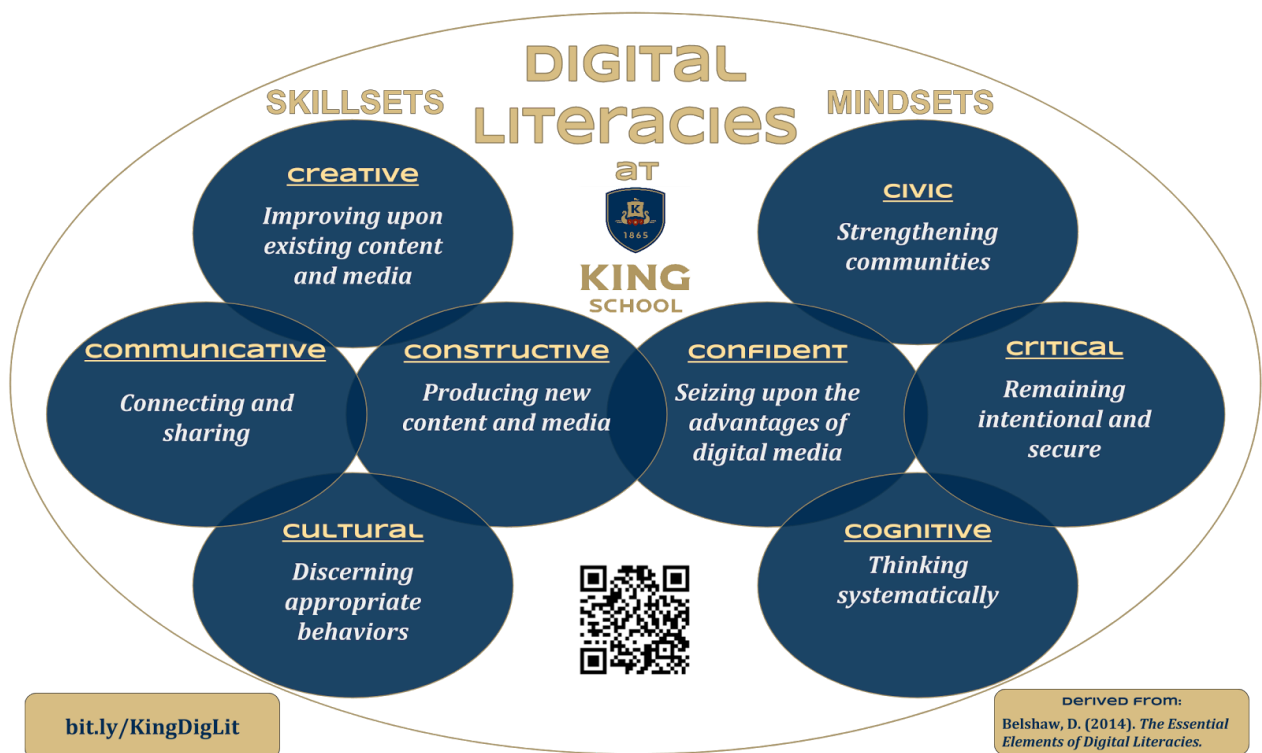 DIGITAL
LITERACIES
AT
K
1865
KING
SCHOOL
SKILLSETS
CREATIVE
Improving upon
existing content
and media
COMMUNICATIVE
Connecting and
sharing
CONSTRUCTIVE
Producing new
content and media
CULTURAL
Discerning
appropriate
behaviors
MINDSETS
CIVIC
Strengthening
communities
CONFIDENT
Seizing upon the
advantages of
digital media
CRITICAL
Remaining
intentional and
secure
COGNITIVE
Thinking
systematically
bit.ly/KingDigLit
DERIVED FROM:
Belshaw, D. (2014). The Essential
Elements of Digital Literacies.